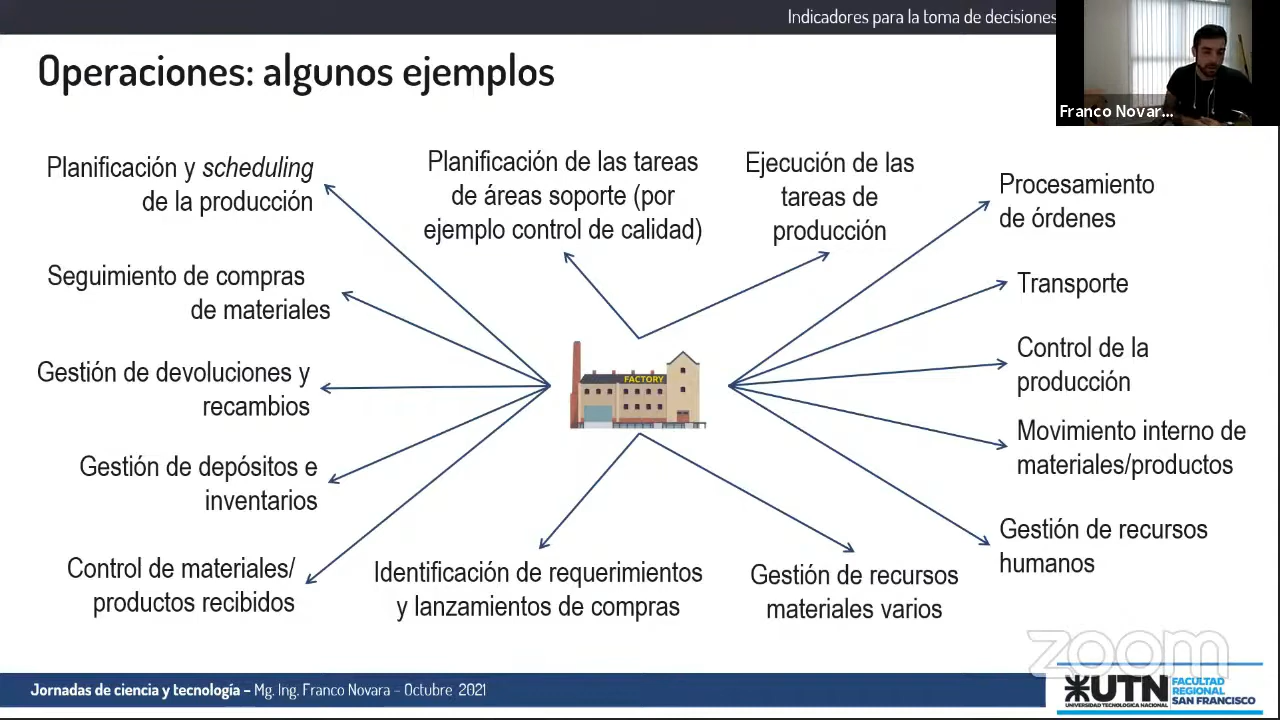 Indicadores para la toma de decisiones
Operaciones: algunos ejemplos
Franco Novar...
Planificación y scheduling
de la producción
Planificación de las tareas
de áreas soporte (por
ejemplo control de calidad)
Ejecución de las
tareas de
producción
Procesamiento
de órdenes
Seguimiento de compras
de materiales
Transporte
Gestión de devoluciones y
recambios
FACTORY
Control de la
producción
Gestión de depósitos e
inventarios
Movimiento interno de
materiales/productos
Control de materiales/
productos recibidos
Identificación de requerimientos
y lanzamientos de compras
Gestión de recursos
materiales varios
Gestión de recursos
humanos
zoom
Jornadas de ciencia y tecnología – Mg. Ing. Franco Novara – Octubre 2021
UTN
UNIVERSIDAD TECNOLÓGICA NACIONAL
FACULTAD
REGIONAL
SAN FRANCISCO